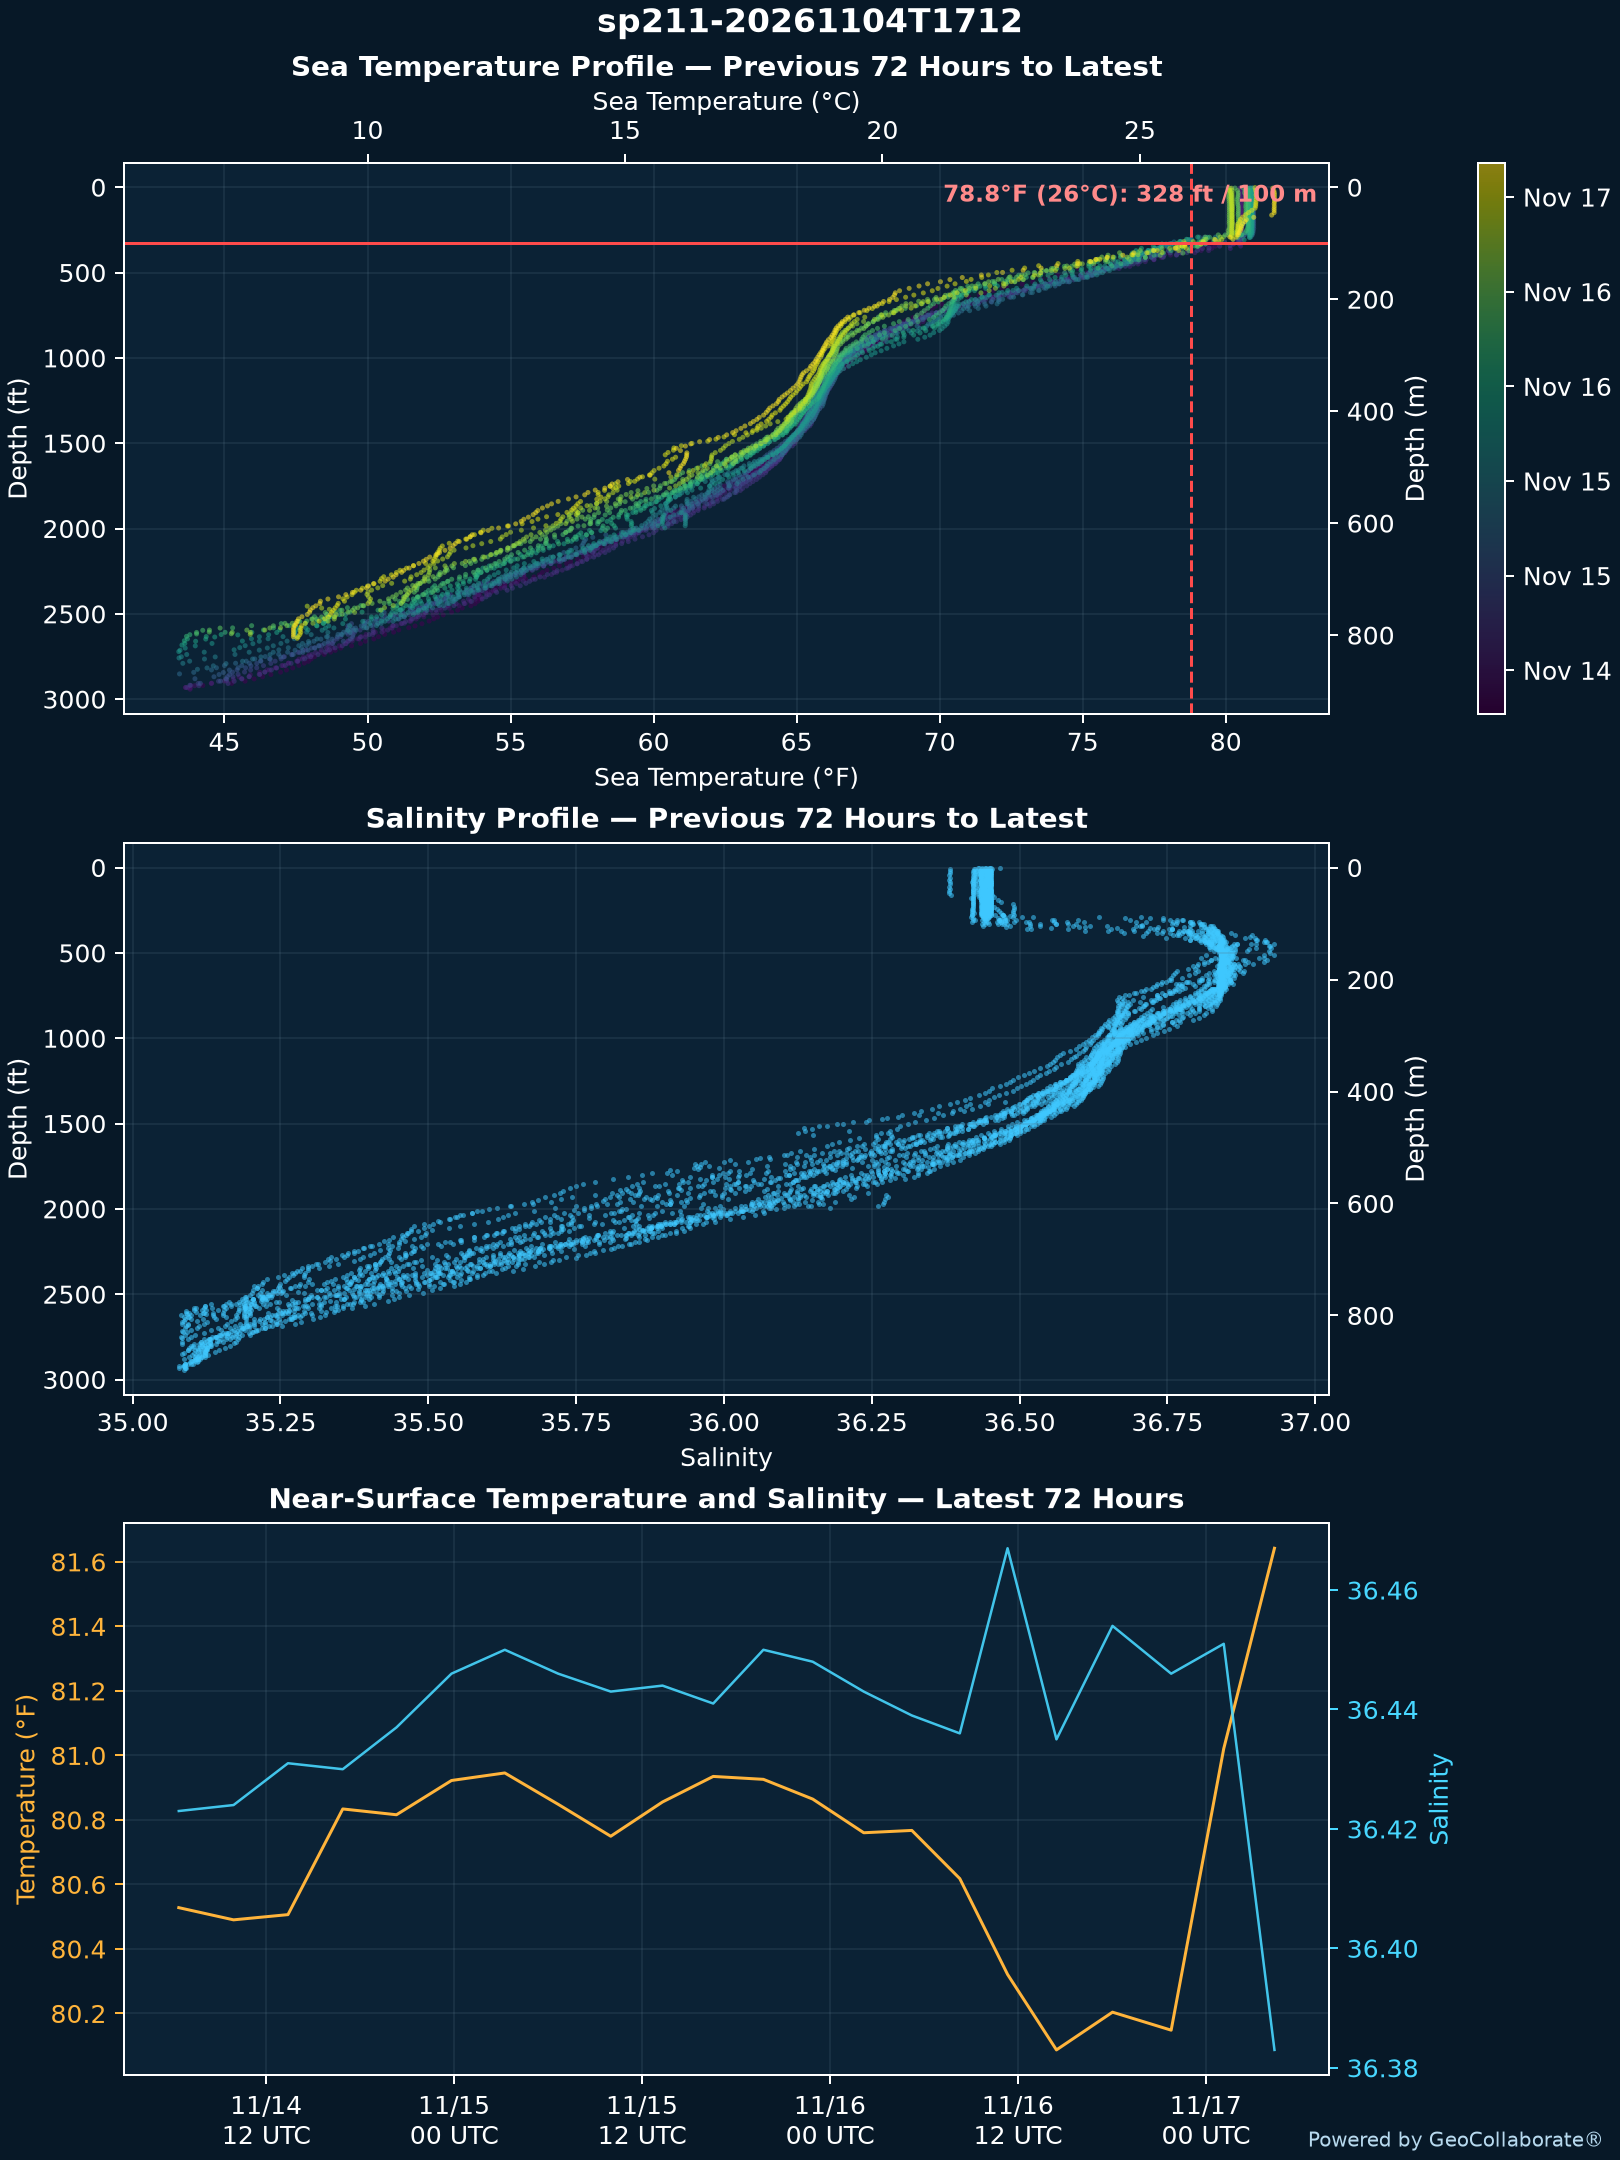 sp211-20261104T1712
Sea Temperature Profile — Previous 72 Hours to Latest
Sea Temperature (°C)
10 15 20 25
78.8°F (26°C): 328 ft / 100 m
0
500
1000
1500
2000
2500
3000
Depth (ft)
0
200
400
600
800
Depth (m)
Nov 17
Nov 16
Nov 16
Nov 15
Nov 15
Nov 14
45 50 55 60 65 70 75 80
Sea Temperature (°F)
Salinity Profile — Previous 72 Hours to Latest
0
500
1000
1500
2000
2500
3000
Depth (ft)
0
200
400
600
800
Depth (m)
35.00 35.25 35.50 35.75 36.00 36.25 36.50 36.75 37.00
Salinity
Near-Surface Temperature and Salinity — Latest 72 Hours
81.6
81.4
81.2
81.0
80.8
80.6
80.4
80.2
Temperature (°F)
36.46
36.44
36.42
36.40
36.38
Salinity
11/14 11/15 11/15 11/16 11/16 11/17
12 UTC 00 UTC 12 UTC 00 UTC 12 UTC 00 UTC
Powered by GeoCollaborate®